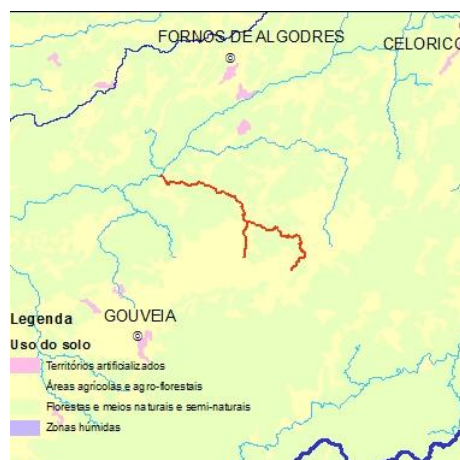 FORNOS DE ALGODRES
CELORICO
GOUVEIA
Legenda
Uso do solo
Territórios artificializados
Áreas agrícolas e agro-florestais
Florestas e meios naturais e semi-naturais
Zonas húmidas